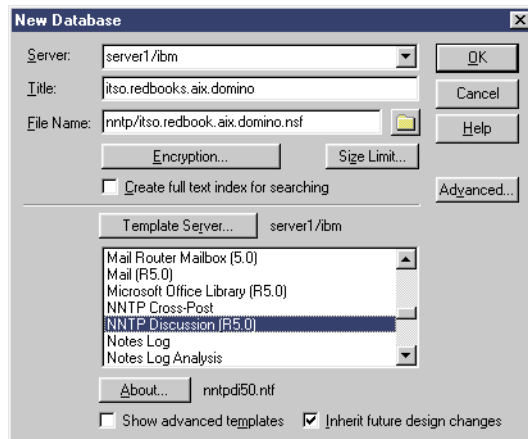 New Database
Server: server1/ibm OK
Title: itso.redbooks.aix.domino Cancel
File Name: nntp/itso.redbook.aix.domino.nsf Help
Encryption... Size Limit...
Create full text index for searching Advanced...
Template Server... server1/ibm
Mail Router Mailbox (5.0)
Mail (R5.0)
Microsoft Office Library (R5.0)
NNTP Cross-Post
NNTP Discussion (R5.0)
Notes Log
Notes Log Analysis
About... nntpdi50.ntf
Show advanced templates Inherit future design changes